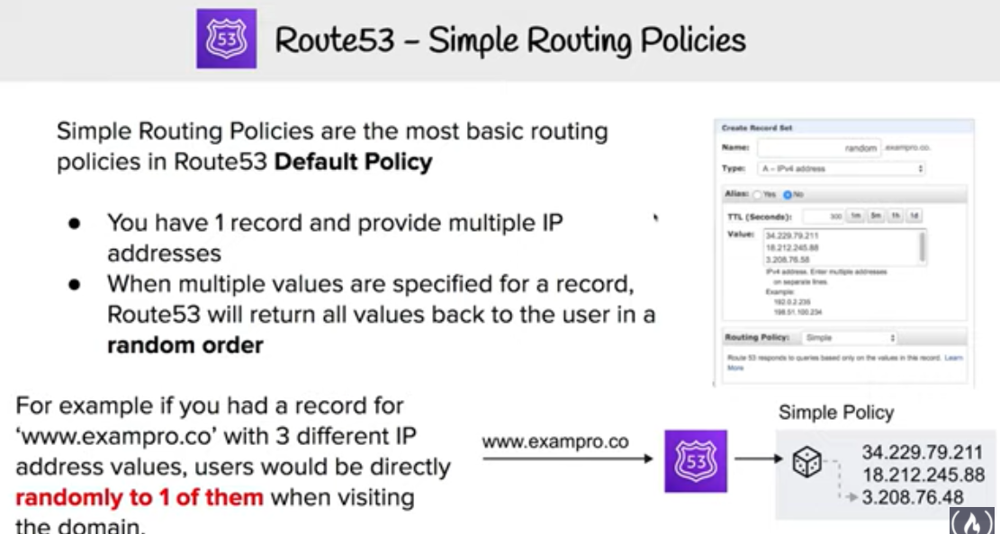 53
Route53 – Simple Routing Policies
Simple Routing Policies are the most basic routing
policies in Route53 Default Policy
● You have 1 record and provide multiple IP
addresses
● When multiple values are specified for a record,
Route53 will return all values back to the user in a
random order
For example if you had a record for
‘www.exampro.co’ with 3 different IP
address values, users would be directly
randomly to 1 of them when visiting
the domain.
Create Record Set
Name: random .exampro.co.
Type: A – IPv4 address
Alias: Yes No
TTL (Seconds): 300 1m 5m 1h 1d
Value: 34.229.79.211
18.212.245.88
3.208.76.58
IPv4 address. Enter multiple addresses
on separate lines.
Example:
192.0.2.235
198.51.100.234
Routing Policy: Simple
Route 53 responds to queries based only on the values in this record. Learn
More
www.exampro.co
53
Simple Policy
34.229.79.211
18.212.245.88
3.208.76.48